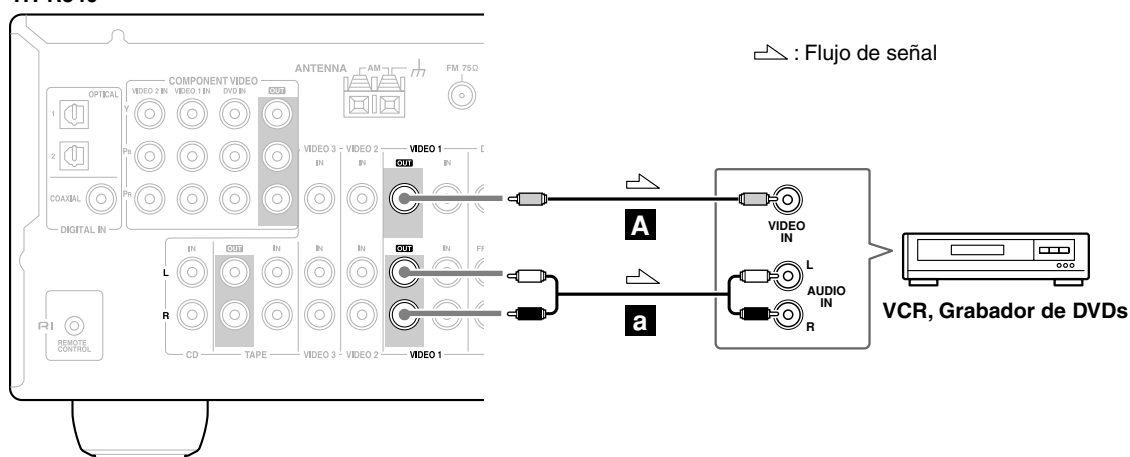 : Flujo de señal
ANTENNA
AM
FM 75Ω
COMPONENT VIDEO
VIDEO 2 IN VIDEO 1 IN DVD IN OUT
OPTICAL
1
2
Y
PB
PR
COAXIAL
DIGITAL IN
VIDEO 3 VIDEO 2 VIDEO 1 D
IN IN OUT IN
IN OUT IN IN IN OUT IN FR
L
R
CD TAPE VIDEO 3 VIDEO 2 VIDEO 1
RI
REMOTE
CONTROL
A
a
VIDEO
IN
L
AUDIO
IN
R
VCR, Grabador de DVDs